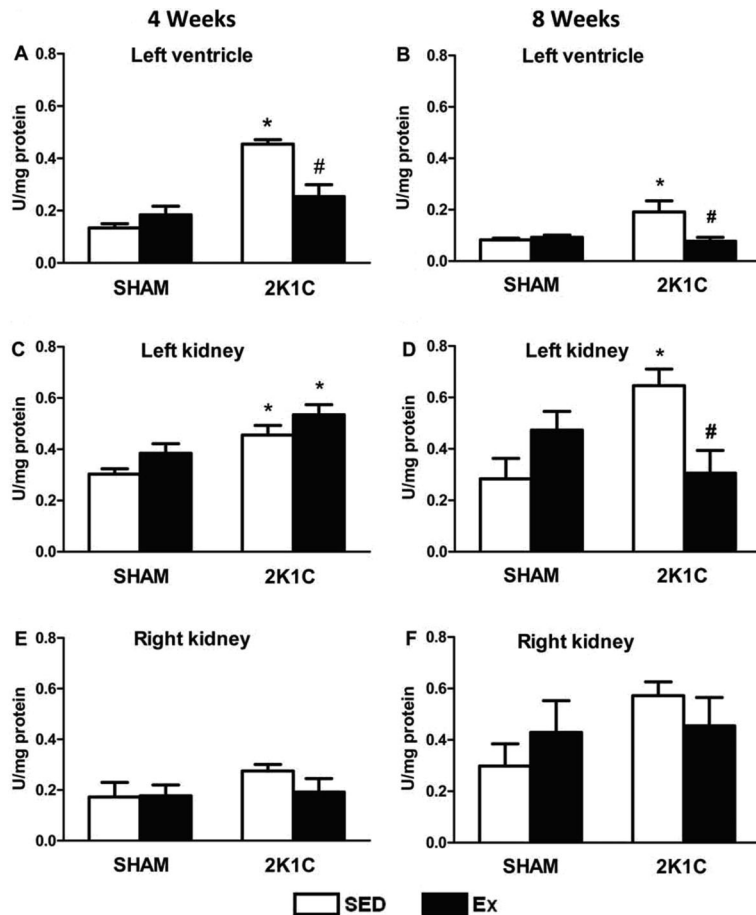 4 Weeks 8 Weeks
A Left ventricle
U/mg protein
0.8
0.6
0.4
0.2
0.0
*
#
SHAM 2K1C
B Left ventricle
U/mg protein
0.8
0.6
0.4
0.2
0.0
*
#
SHAM 2K1C
C Left kidney
U/mg protein
0.8
0.6
0.4
0.2
0.0
*
*
SHAM 2K1C
D Left kidney
U/mg protein
0.8
0.6
0.4
0.2
0.0
*
#
SHAM 2K1C
E Right kidney
U/mg protein
0.8
0.6
0.4
0.2
0.0
SHAM 2K1C
F Right kidney
U/mg protein
0.8
0.6
0.4
0.2
0.0
SHAM 2K1C
SED Ex